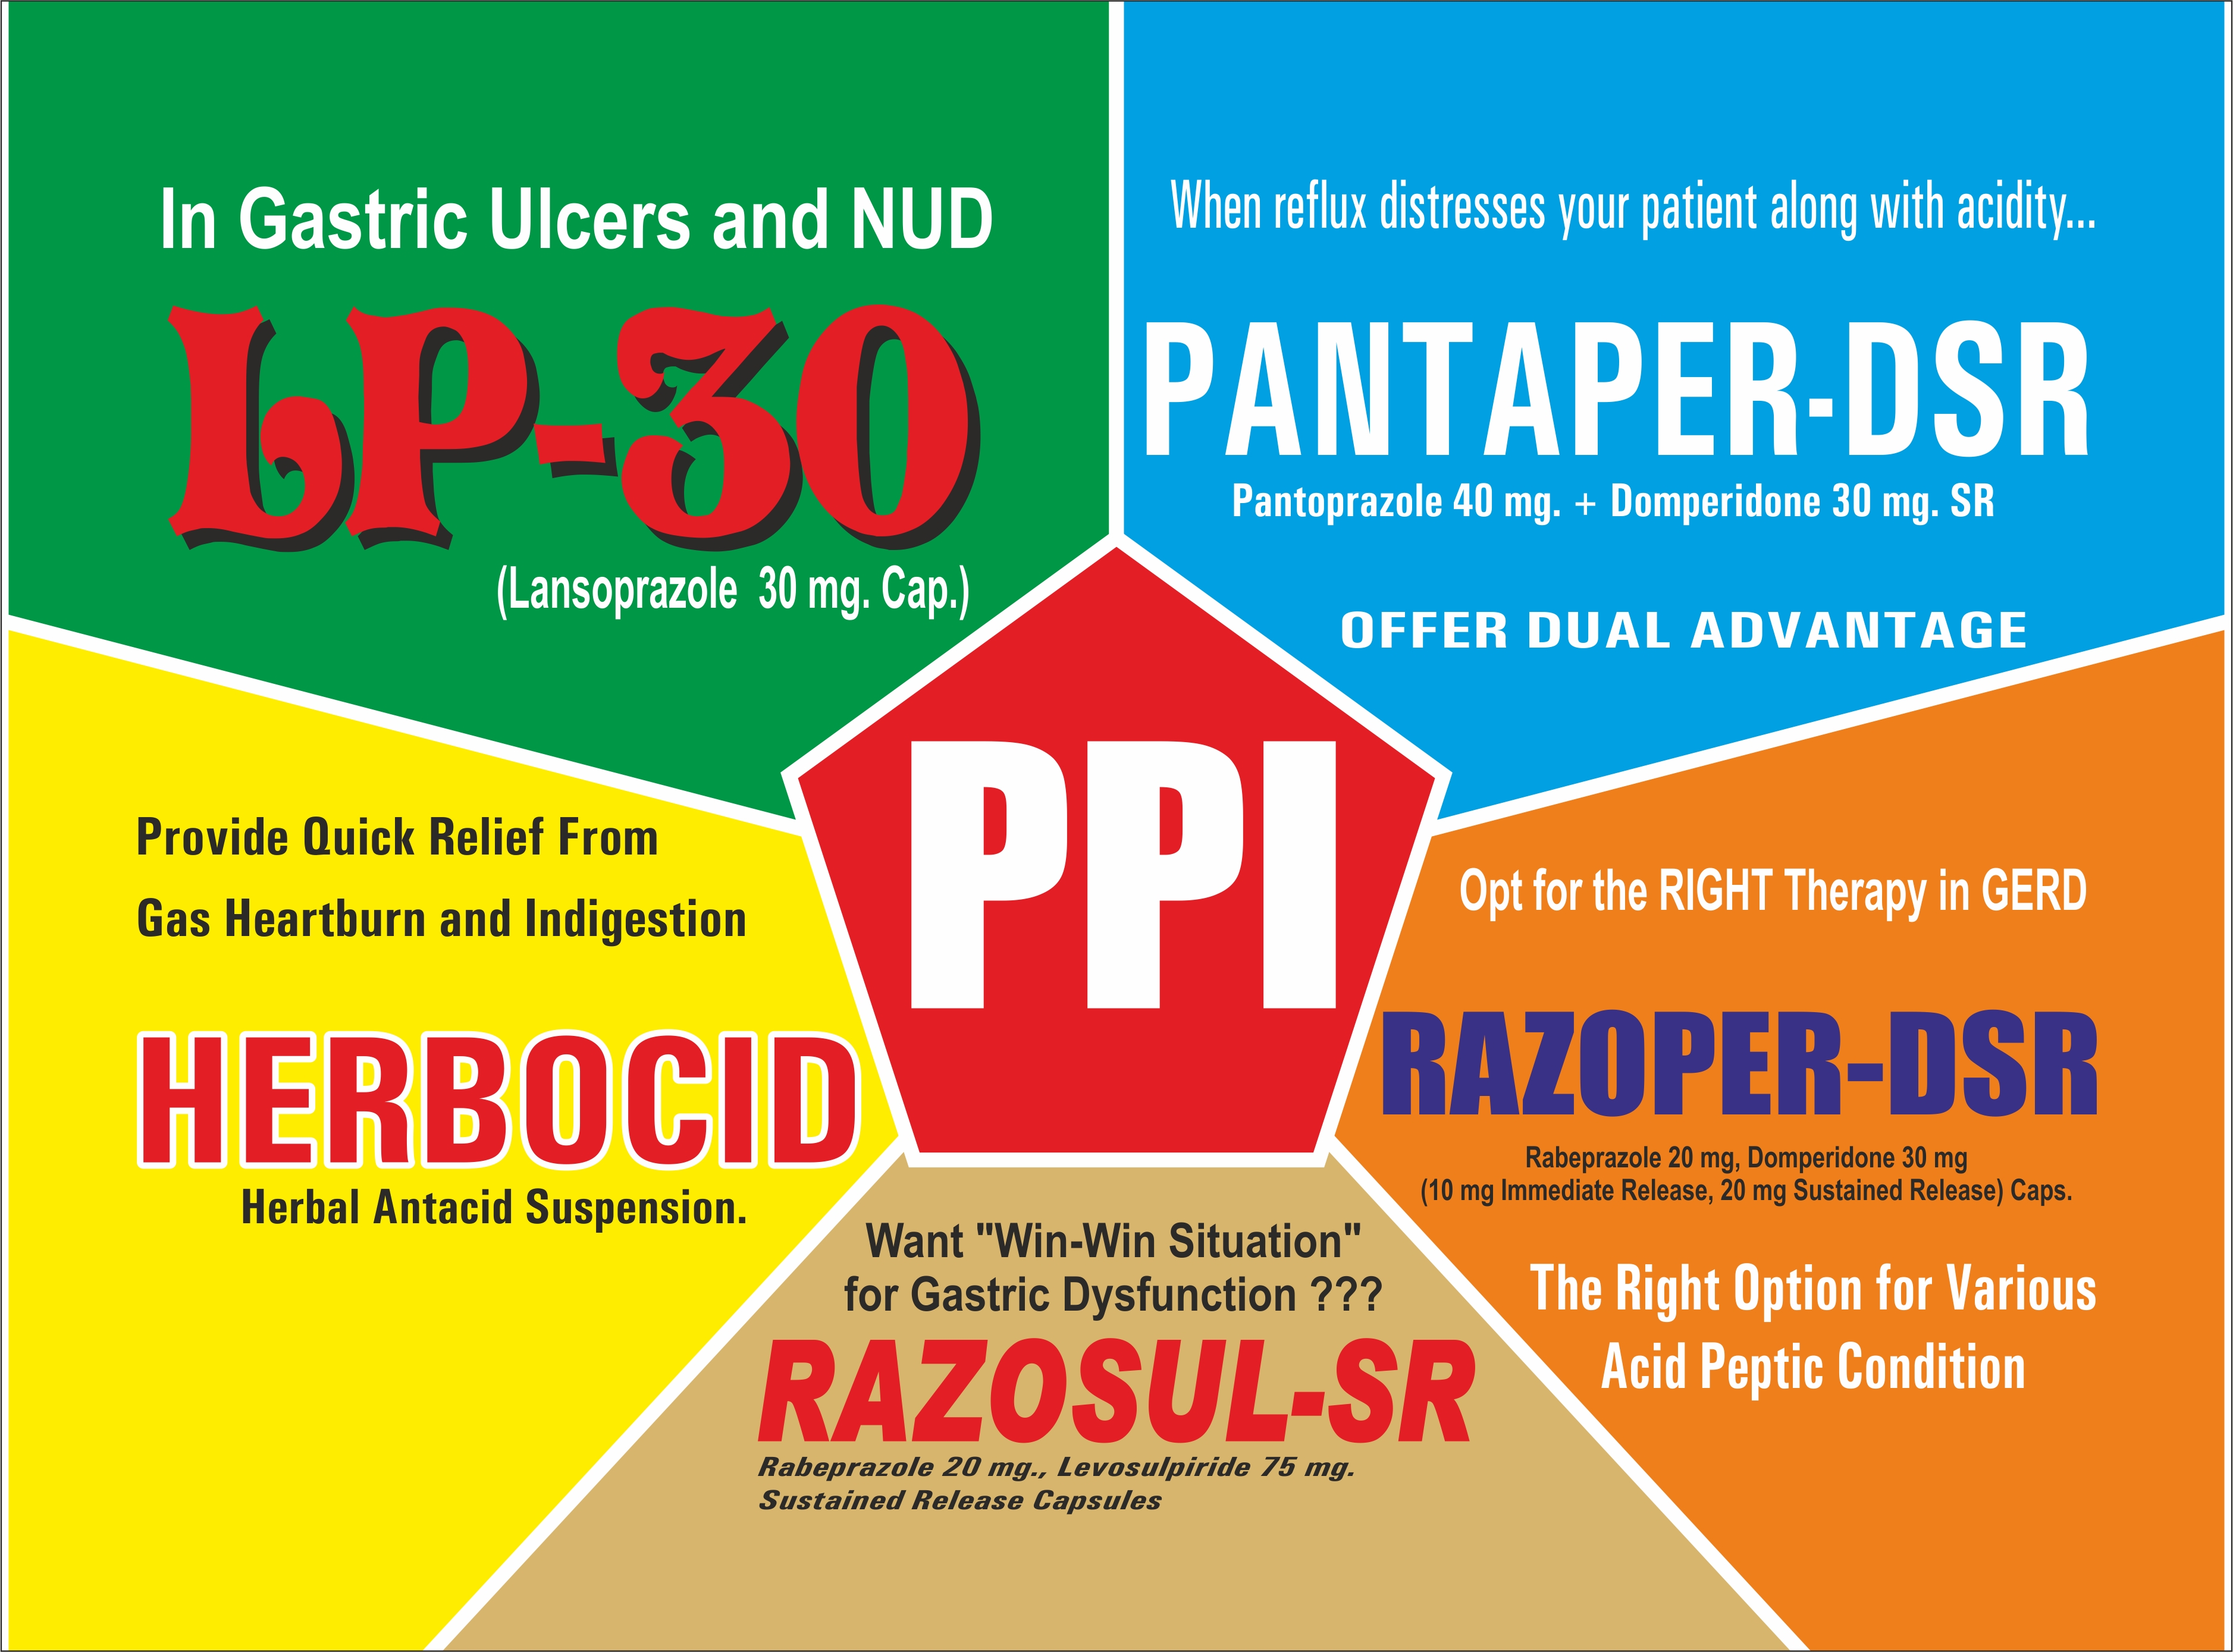 In Gastric Ulcers and NUD
LP-30
(Lansoprazole 30 mg. Cap.)
When reflux distresses your patient along with acidity...
PANTAPER-DSR
Pantoprazole 40 mg. + Domperidone 30 mg. SR
OFFER DUAL ADVANTAGE
PPI
Provide Quick Relief From
Gas Heartburn and Indigestion
HERBOCID
Herbal Antacid Suspension.
Opt for the RIGHT Therapy in GERD
RAZOPER-DSR
Rabeprazole 20 mg, Domperidone 30 mg
(10 mg Immediate Release, 20 mg Sustained Release) Caps.
The Right Option for Various
Acid Peptic Condition
Want "Win-Win Situation"
for Gastric Dysfunction ???
RAZOSUL-SR
Rabeprazole 20 mg., Levosulpiride 75 mg.
Sustained Release Capsules